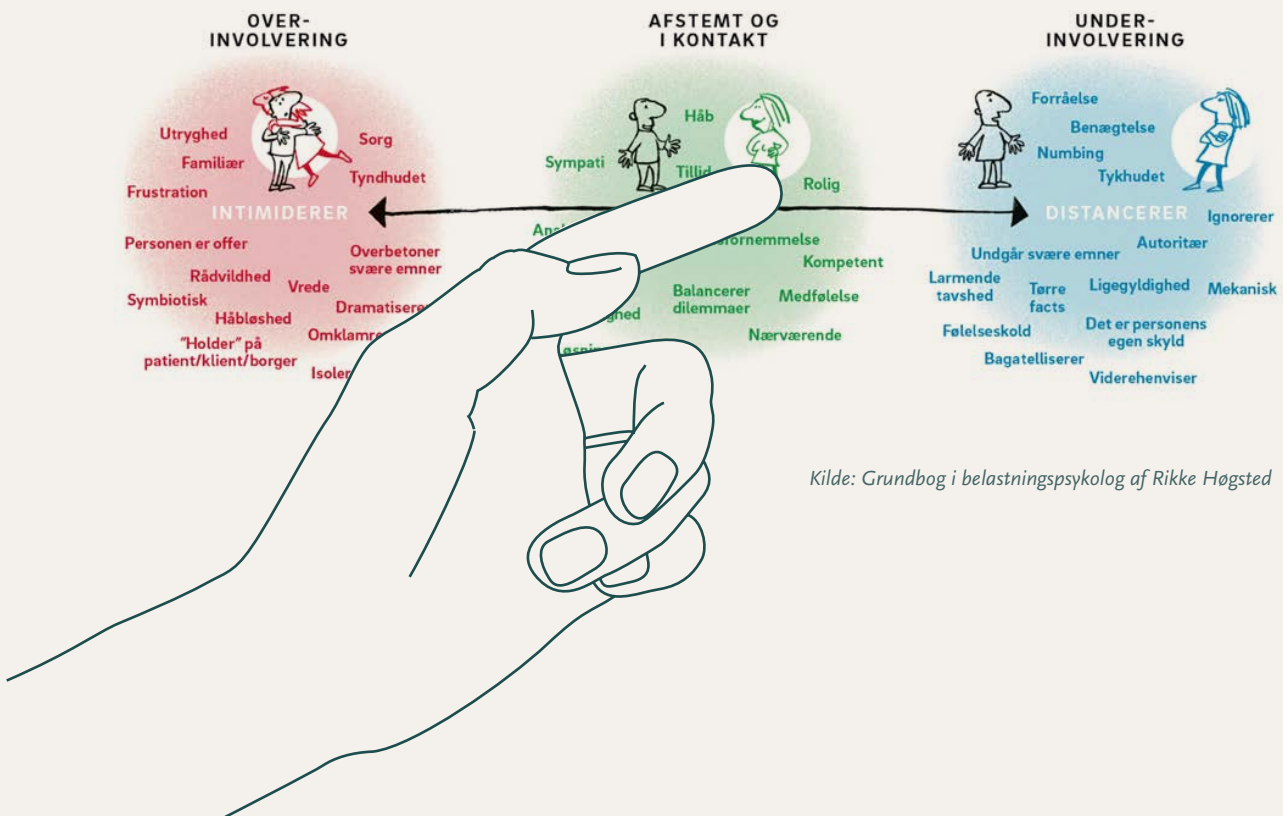 OVER-
INVOLVERING
Utryghed
Sorg
Familiær
Tyndhudet
Frustration
INTIMIDERER
Personen er offer
Overbetoner
svære emner
Rådvildhed
Vrede
Symbiotisk
Håbløshed
"Holder" på
patient/klient/borger
AFSTEMT OG
I KONTAKT
Håb
Sympati
Rolig
Kompetent
Balancerer
dilemmaer
Medfølelse
Nærværende
UNDER-
INVOLVERING
Forråelse
Benægtelse
Numbing
Tykhudet
DISTANCERER
Ignorerer
Autoritær
Undgår svære emner
Larmende
tavshed
Tørre
facts
Ligegyldighed
Mekanisk
Følelseskold
Det er personens
egen skyld
Bagatelliserer
Viderehenviser
Kilde: Grundbog i belastningspsykolog af Rikke Høgsted